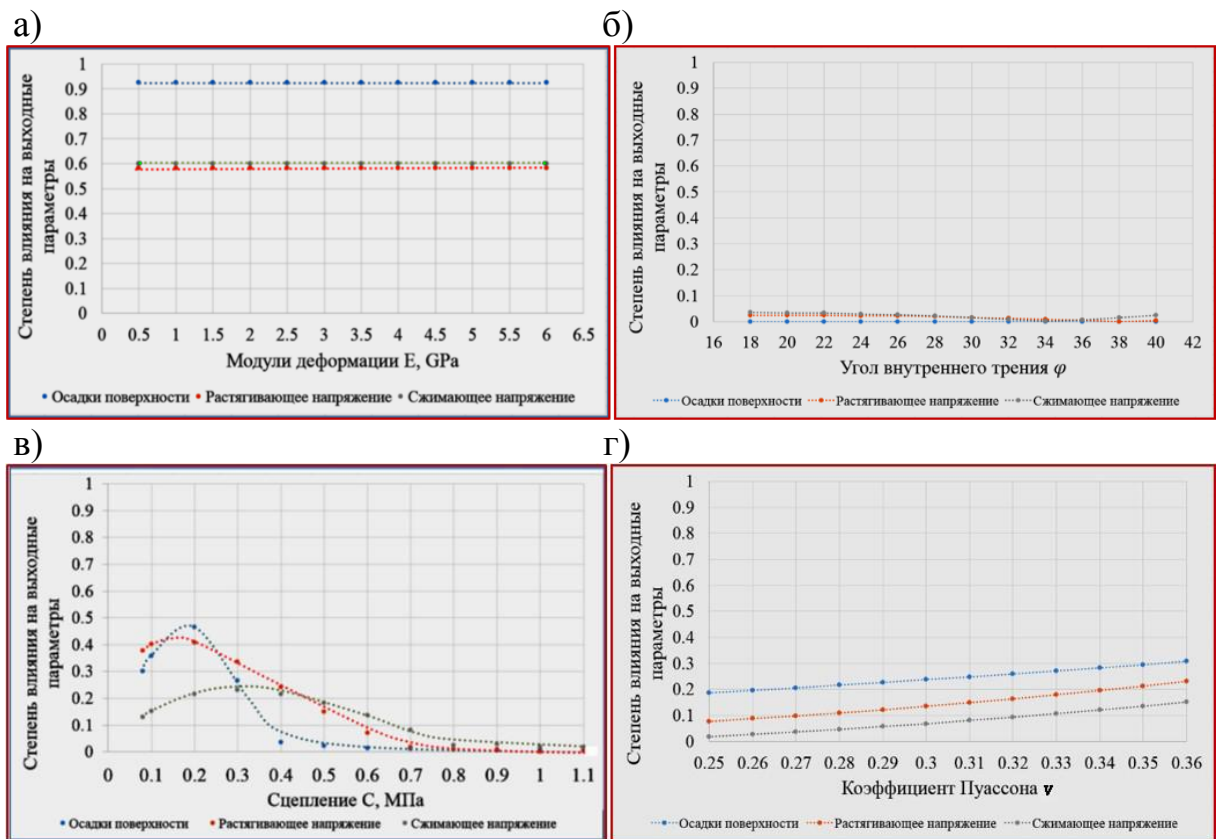 а)
1
0.9
0.8
0.7
0.6
0.5
0.4
0.3
0.2
0.1
0
Степень влияния на выходные
параметры
0.5 1 1.5 2 2.5 3 3.5 4 4.5 5 5.5 6 6.5
Модули деформации E, GPa
Осадки поверхности Растягивающее напряжение Сжимающее напряжение
б)
1
0.9
0.8
0.7
0.6
0.5
0.4
0.3
0.2
0.1
0
Степень влияния на выходные
параметры
16 18 20 22 24 26 28 30 32 34 36 38 40 42
Угол внутреннего трения φ
Осадки поверхности Растягивающее напряжение Сжимающее напряжение
в)
1
0.9
0.8
0.7
0.6
0.5
0.4
0.3
0.2
0.1
0
Степень влияния на выходные
параметры
0 0.1 0.2 0.3 0.4 0.5 0.6 0.7 0.8 0.9 1 1.1
Сцепление С, МПа
Осадки поверхности Растягивающее напряжение Сжимающее напряжение
г)
1
0.9
0.8
0.7
0.6
0.5
0.4
0.3
0.2
0.1
0
Степень влияния на выходные
параметры
0.25 0.26 0.27 0.28 0.29 0.3 0.31 0.32 0.33 0.34 0.35 0.36
Коэффициент Пуассона ѱ
Осадки поверхности Растягивающее напряжение Сжимающее напряжение